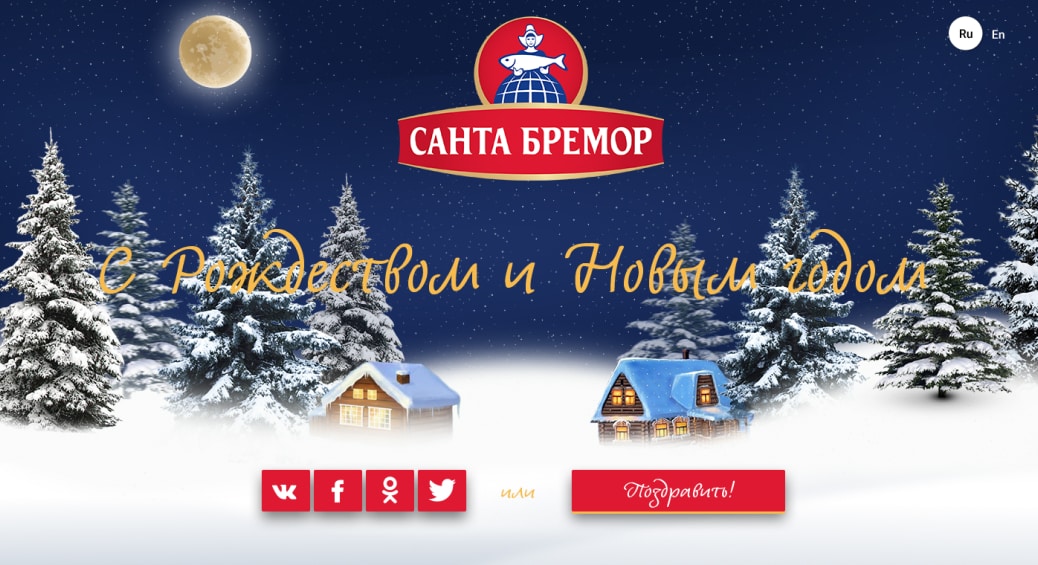 Ru En
САНТА БРЕМОР
С Рождеством и Новым годом
или Поздравить!